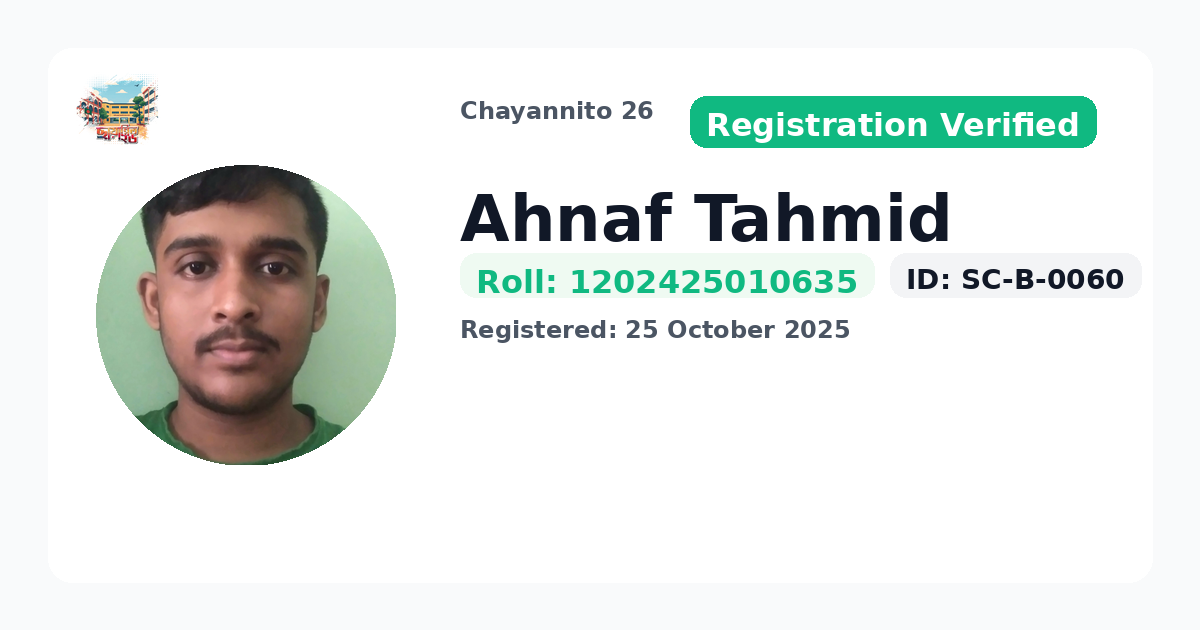 Chayannito 26
Registration Verified
Ahnaf Tahmid
Roll: 1202425010635
ID: SC-B-0060
Registered: 25 October 2025